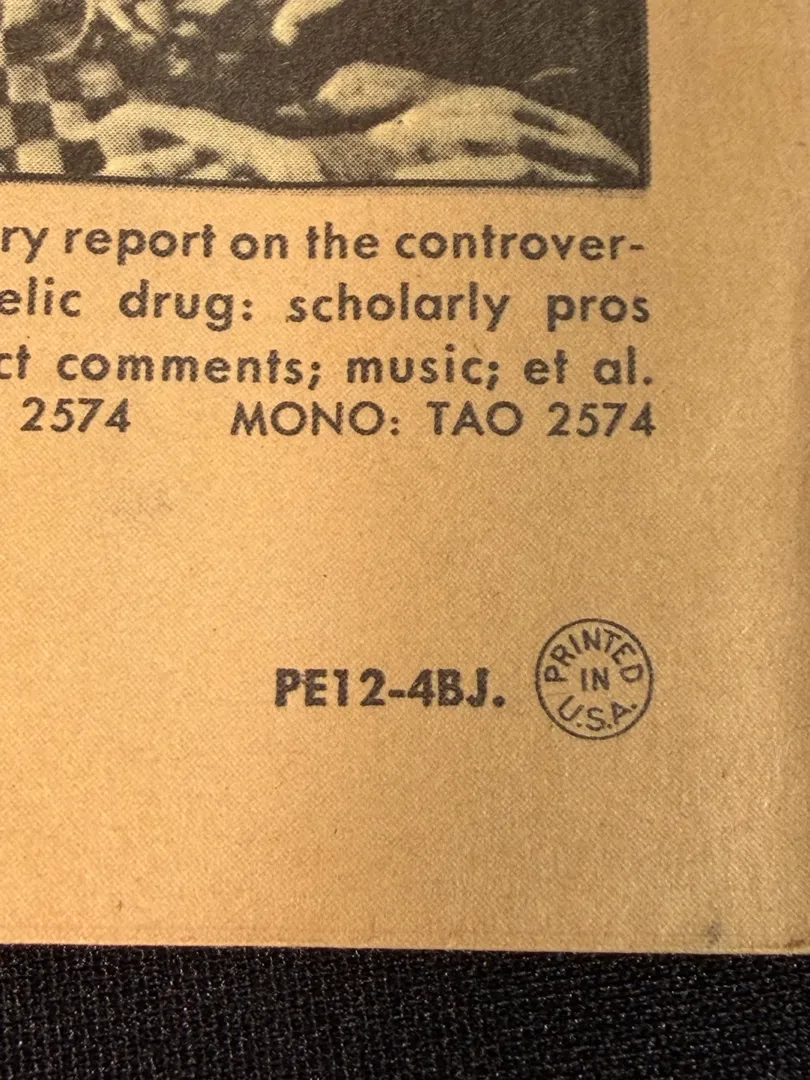 ry report on the controver-
elic drug: scholarly pros
ct comments; music; et al.
2574 MONO: TAO 2574
PE12-4BJ.
PRINTED
IN
U.S.A.